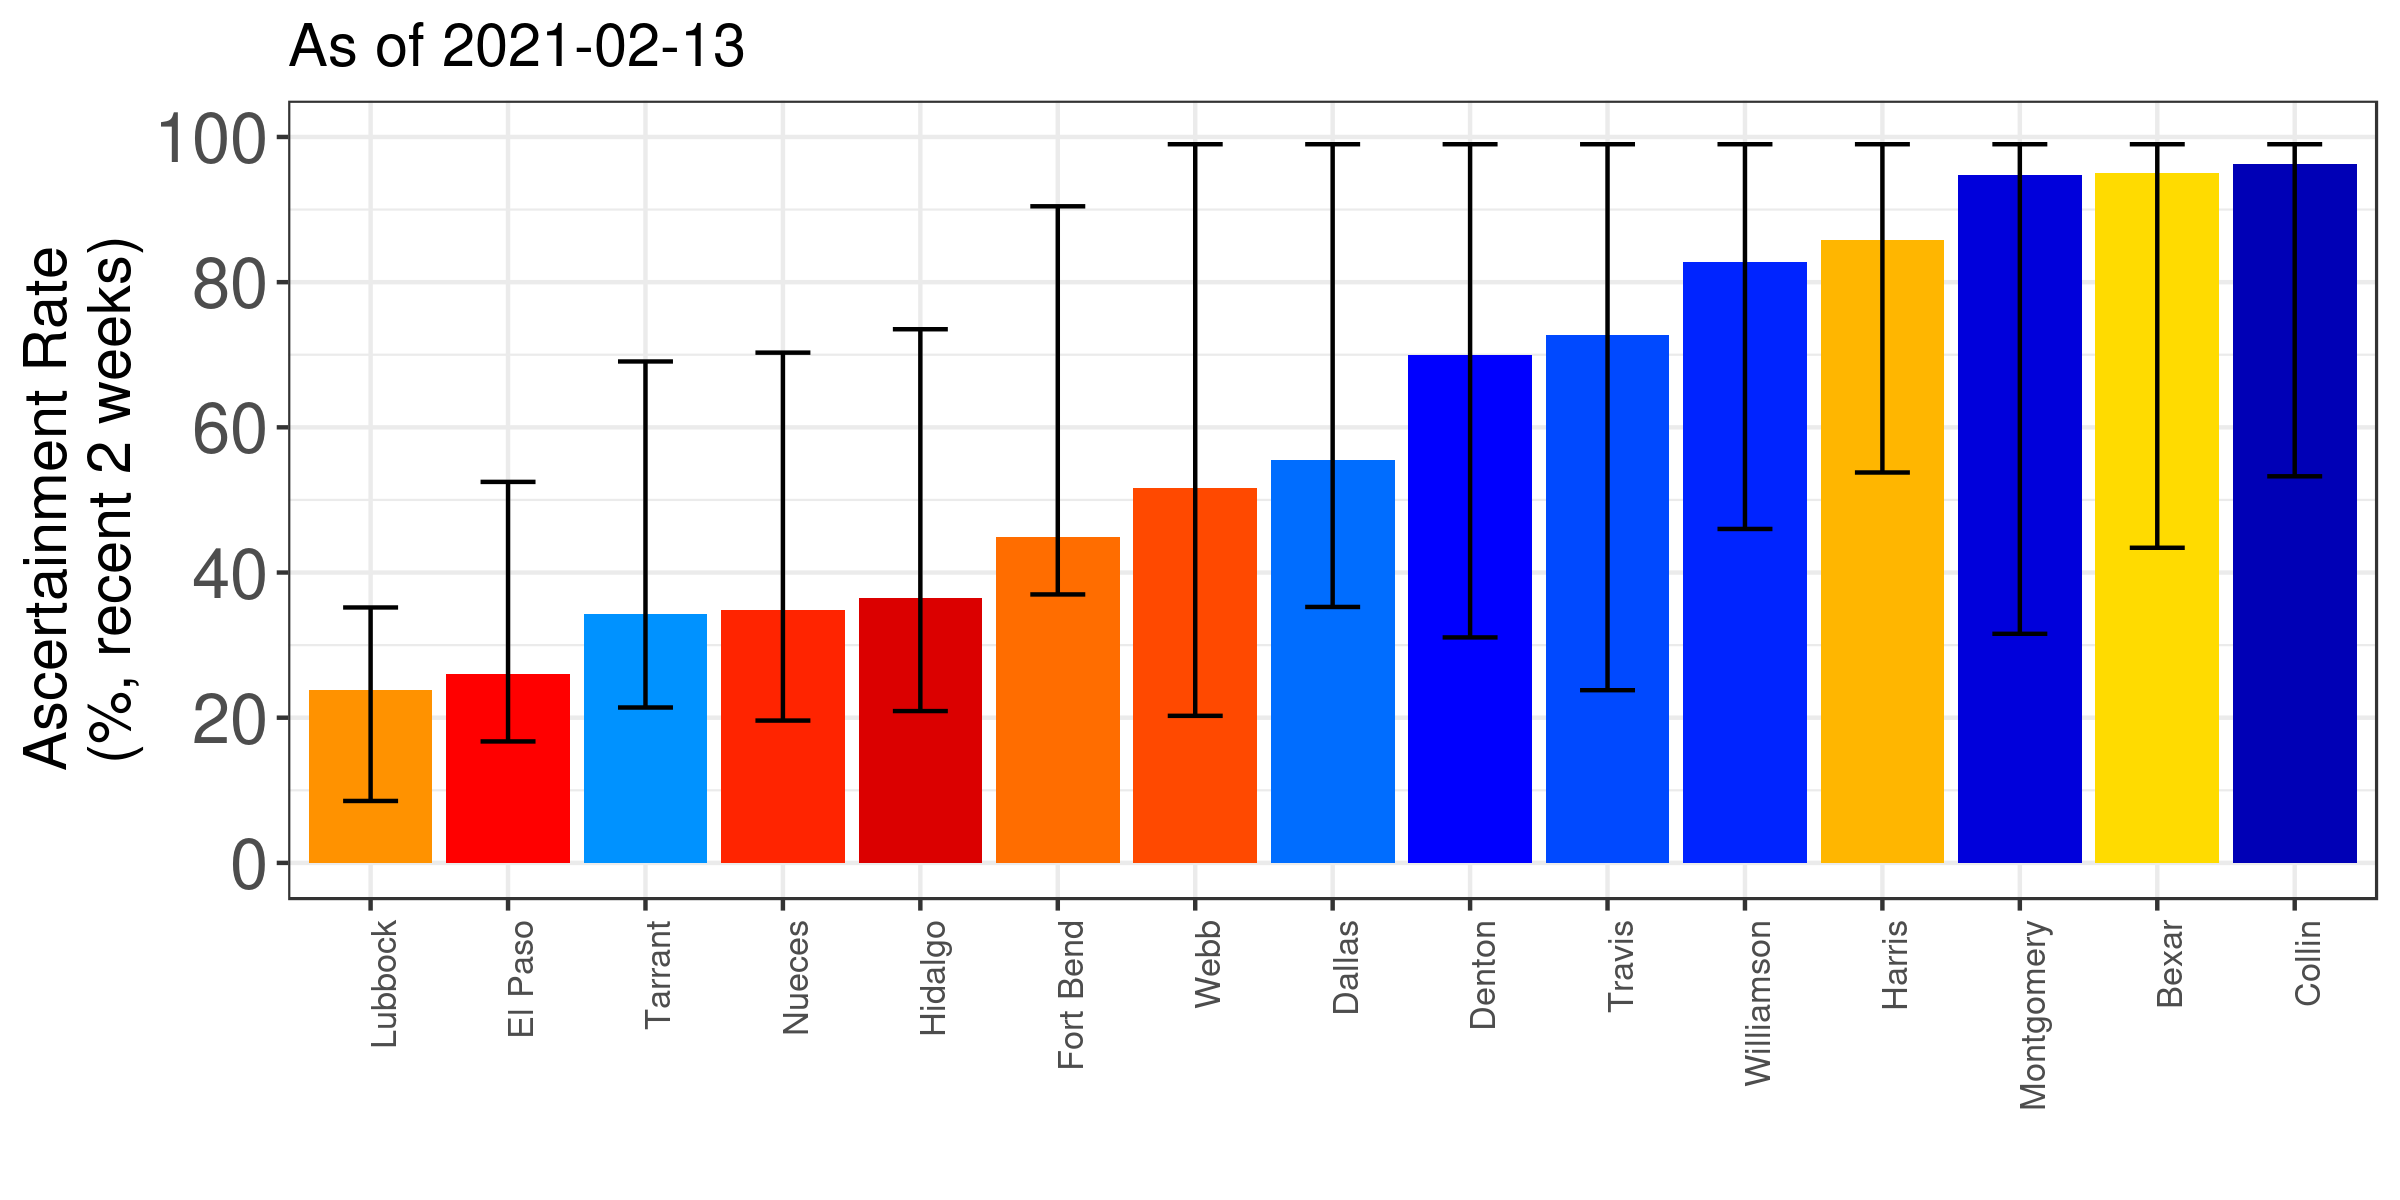 As of 2021-02-13
Ascertainment Rate
(%, recent 2 weeks)
100
80
60
40
20
0
Lubbock
El Paso
Tarrant
Nueces
Hidalgo
Fort Bend
Webb
Dallas
Denton
Travis
Williamson
Harris
Montgomery
Bexar
Collin